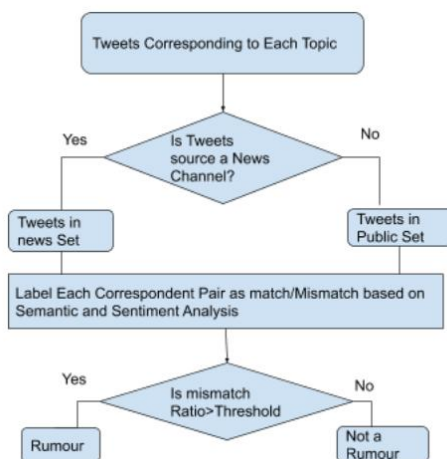 Tweets Corresponding to Each Topic
Yes
No
Is Tweets
source a News
Channel?
Tweets in
news Set
Tweets in
Public Set
Label Each Correspondent Pair as match/Mismatch based on
Semantic and Sentiment Analysis
Yes
No
Is mismatch
Ratio>Threshold
Rumour
Not a
Rumour